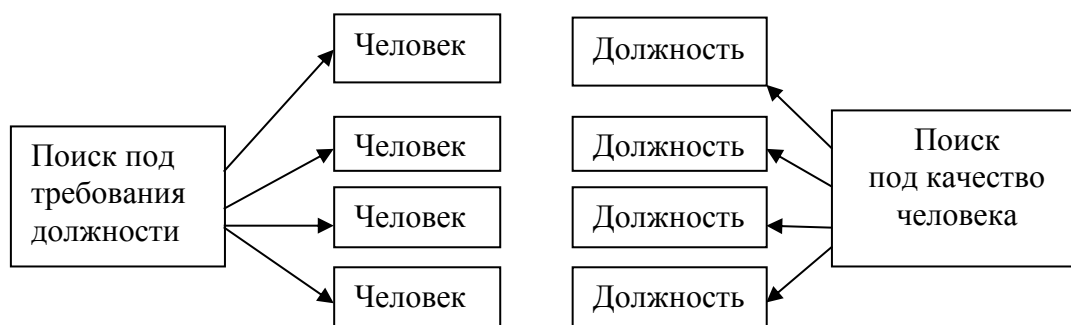 Поиск под
требования
должности
Человек
Человек
Человек
Человек
Должность
Должность
Должность
Должность
Поиск
под качество
человека